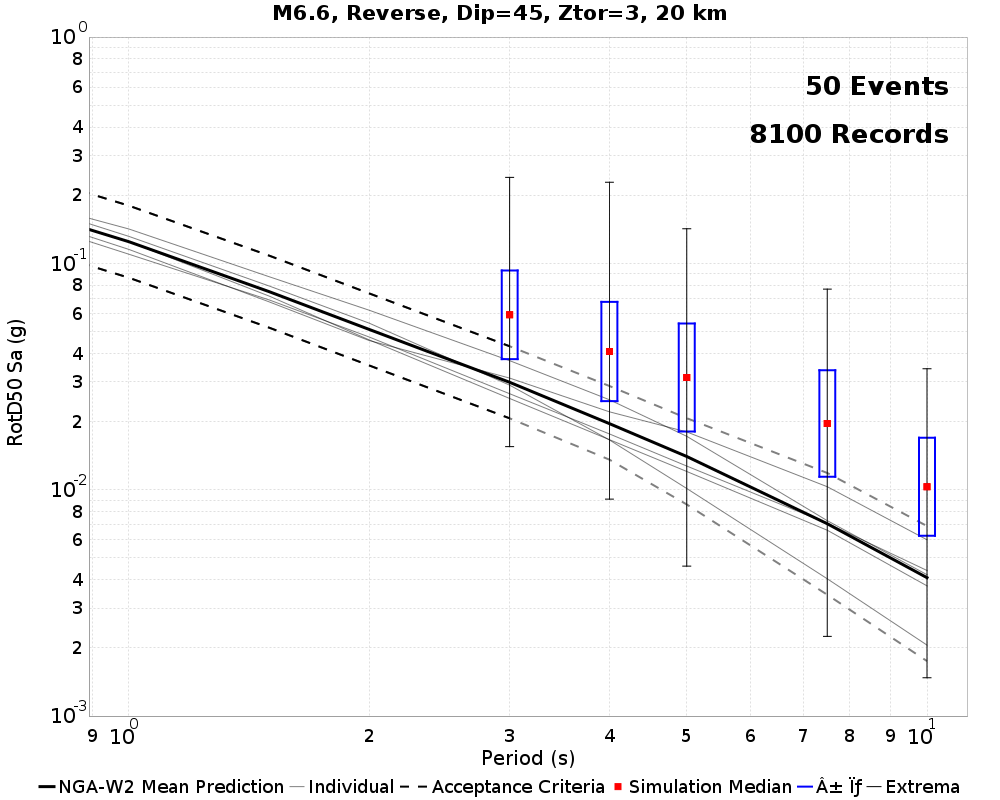 M6.6, Reverse, Dip=45, Ztor=3, 20 km
50 Events
8100 Records
RotD50 Sa (g)
10^0
8
6
4
3
2
10^-1
8
6
4
3
2
10^-2
8
6
4
3
2
10^-3
9 10^0 2 3 4 5 6 7 8 9 10^1
Period (s)
NGA-W2 Mean Prediction Individual Acceptance Criteria Simulation Median Â± Ïƒ Extrema